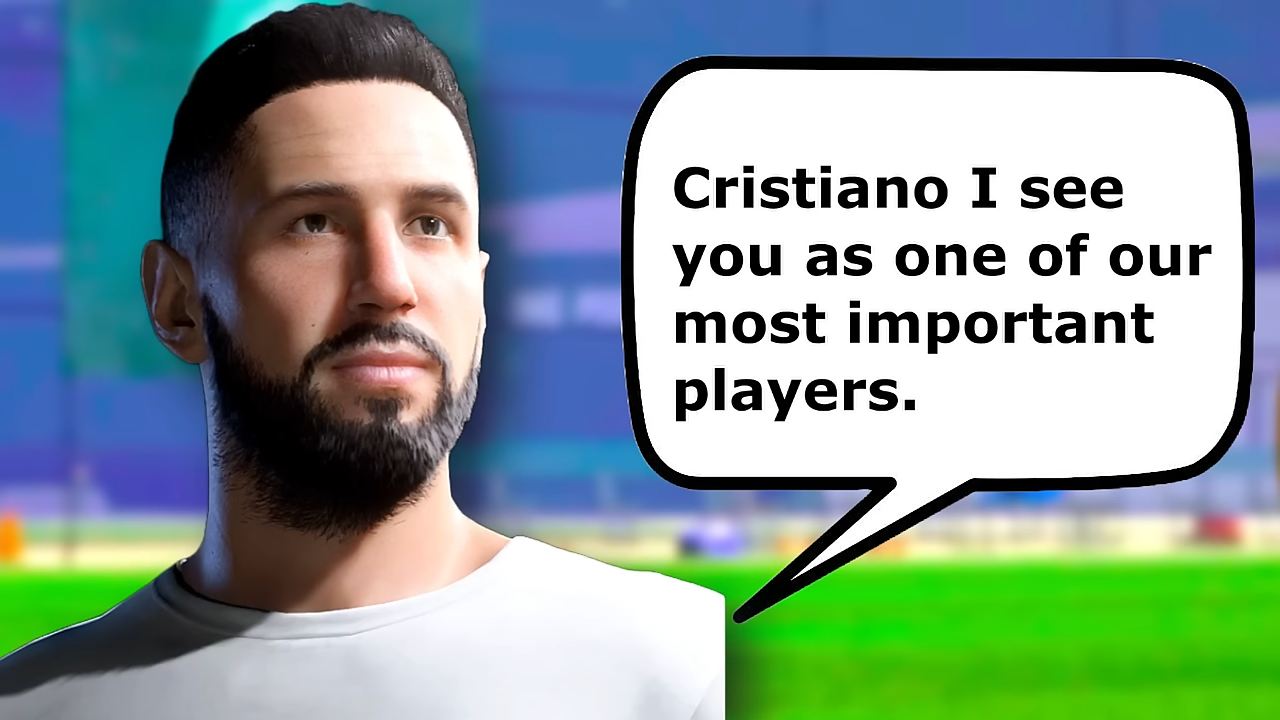 Cristiano I see
you as one of our
most important
players.